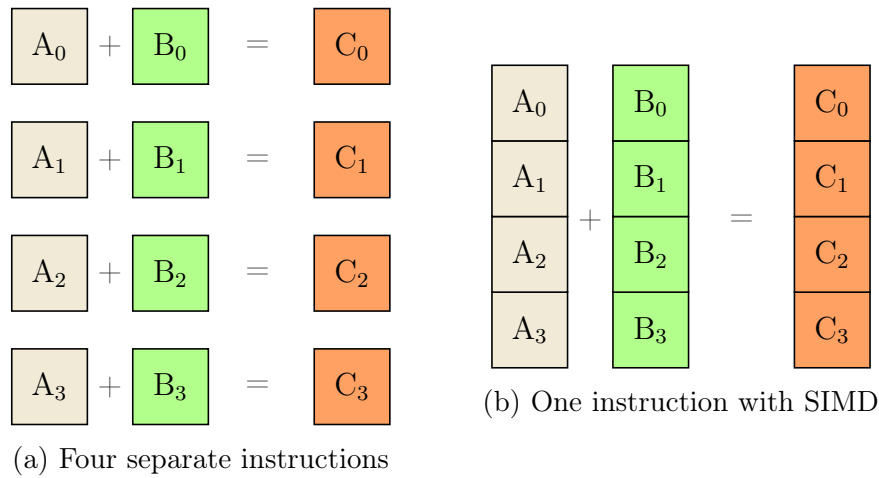 A₀ + B₀ = C₀
A₁ + B₁ = C₁
A₂ + B₂ = C₂
A₃ + B₃ = C₃
(a) Four separate instructions
A₀ B₀ C₀
A₁ B₁ C₁
+ =
A₂ B₂ C₂
A₃ B₃ C₃
(b) One instruction with SIMD